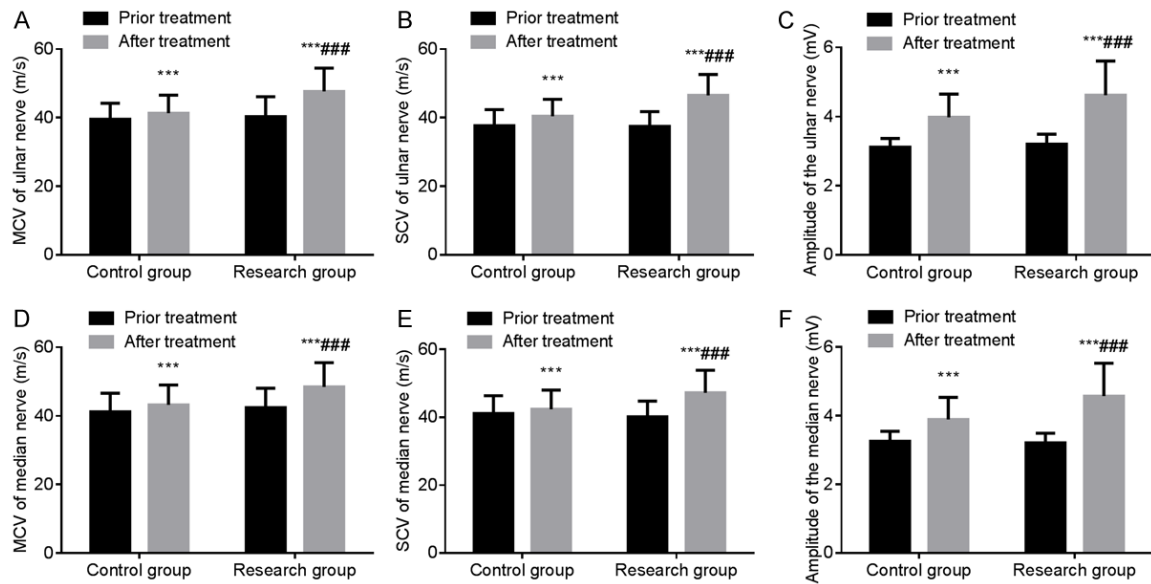 A
Prior treatment
After treatment
MCV of ulnar nerve (m/s)
60
40
20
0
***
***###
Control group
Research group
B
Prior treatment
After treatment
SCV of ulnar nerve (m/s)
60
40
20
0
***
***###
Control group
Research group
C
Prior treatment
After treatment
Amplitude of the ulnar nerve (mV)
6
4
2
0
***
***###
Control group
Research group
D
Prior treatment
After treatment
MCV of median nerve (m/s)
60
40
20
0
***
***###
Control group
Research group
E
Prior treatment
After treatment
SCV of median nerve (m/s)
60
40
20
0
***
***###
Control group
Research group
F
Prior treatment
After treatment
Amplitude of the median nerve (mV)
6
4
2
0
***
***###
Control group
Research group